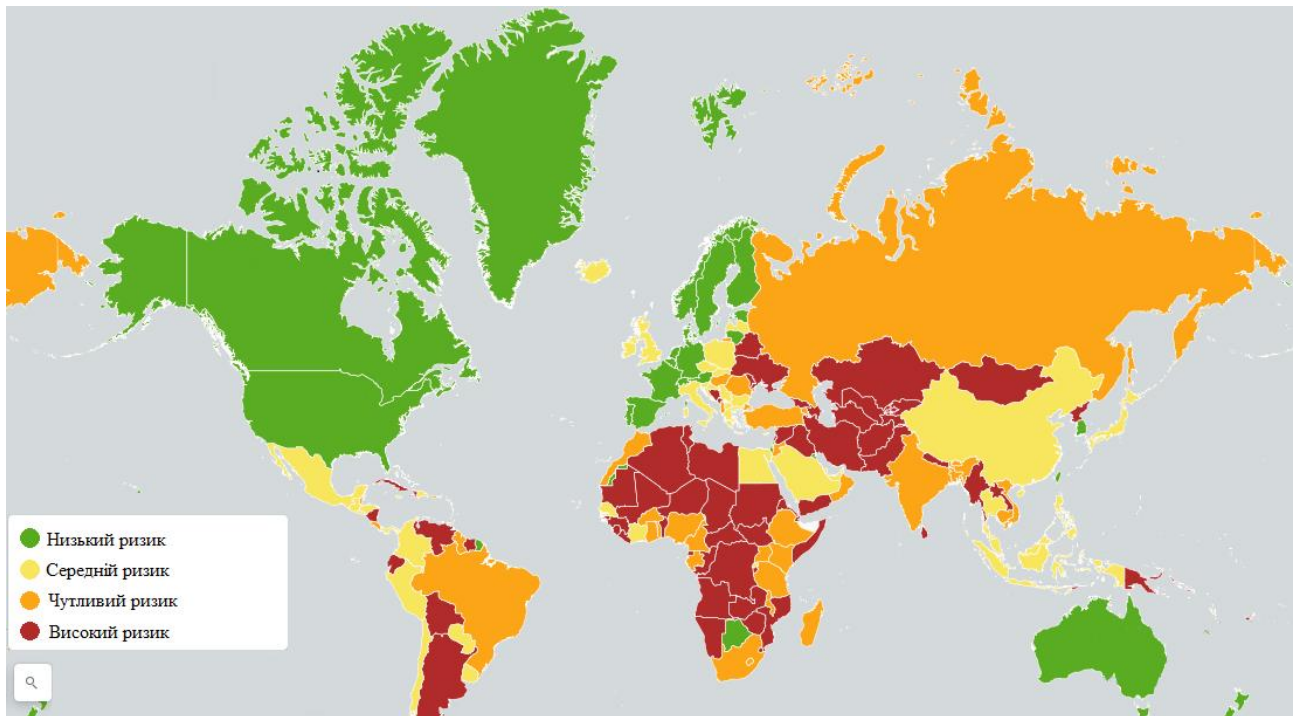 Низький ризик
Середній ризик
Чутливий ризик
Високий ризик